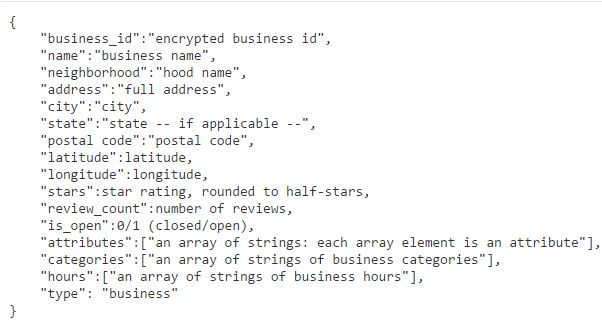 {
"business_id":"encrypted business id",
"name":"business name",
"neighborhood":"hood name",
"address":"full address",
"city":"city",
"state":"state -- if applicable --",
"postal code":"postal code",
"latitude":latitude,
"longitude":longitude,
"stars":star rating, rounded to half-stars,
"review_count":number of reviews,
"is_open":0/1 (closed/open),
"attributes":["an array of strings: each array element is an attribute"],
"categories":["an array of strings of business categories"],
"hours":["an array of strings of business hours"],
"type": "business"
}